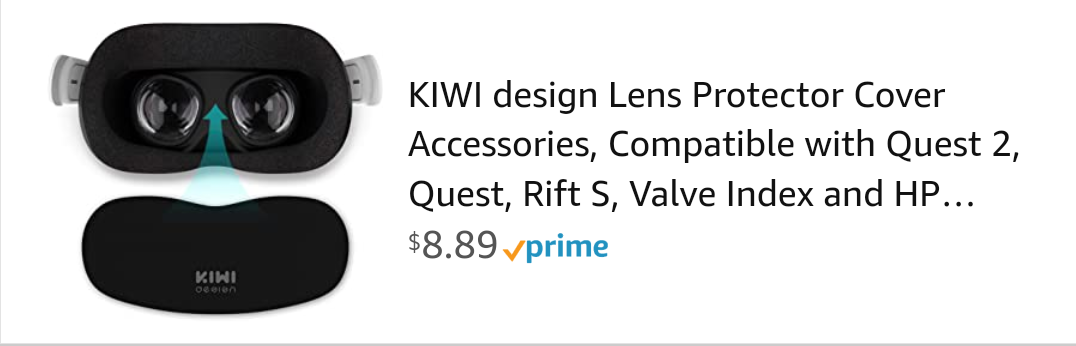 KIWI design Lens Protector Cover
Accessories, Compatible with Quest 2,
Quest, Rift S, Valve Index and HP...
$8.89 prime
KIWI
design